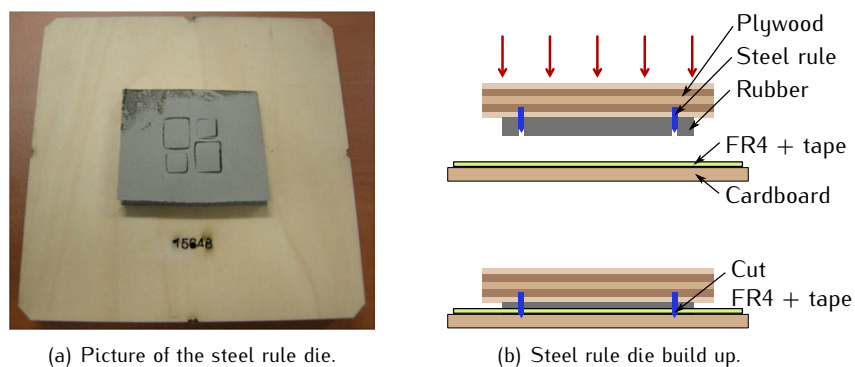 15648
Plywood
Steel rule
Rubber
FR4 + tape
Cardboard
Cut
FR4 + tape
(a) Picture of the steel rule die.
(b) Steel rule die build up.